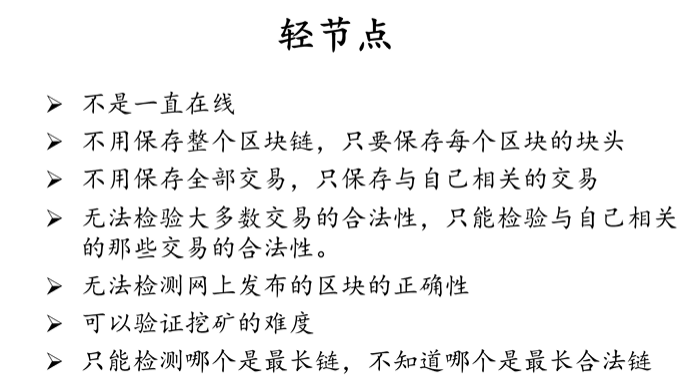 轻节点
➢ 不是一直在线
➢ 不用保存整个区块链，只要保存每个区块的块头
➢ 不用保存全部交易，只保存与自己相关的交易
➢ 无法检验大多数交易的合法性，只能检验与自己相关
的那些交易的合法性。
➢ 无法检测网上发布的区块的正确性
➢ 可以验证挖矿的难度
➢ 只能检测哪个是最长链，不知道哪个是最长合法链